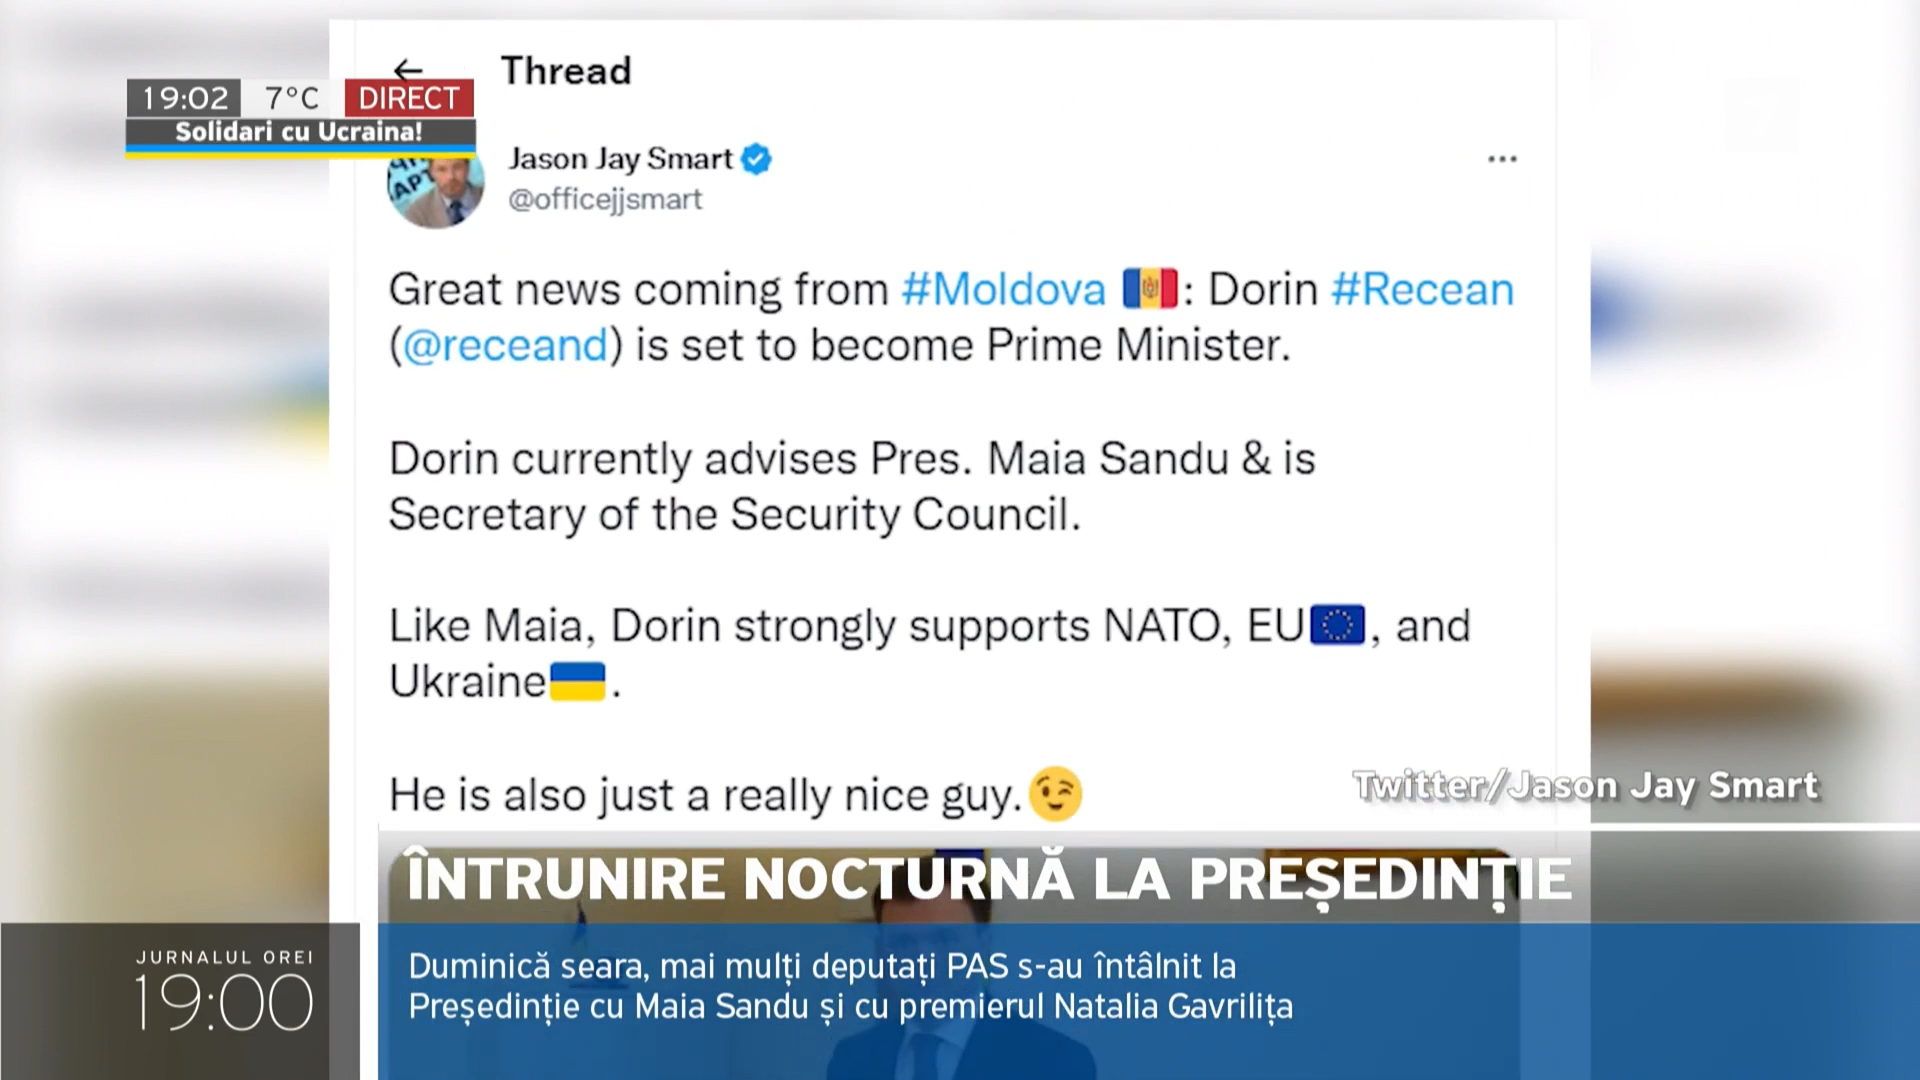 Thread
19:02 7°C DIRECT
Solidari cu Ucraina!
Jason Jay Smart
@officejjsmart
Great news coming from #Moldova 🇲🇩: Dorin #Recean
(@receand) is set to become Prime Minister.
Dorin currently advises Pres. Maia Sandu & is
Secretary of the Security Council.
Like Maia, Dorin strongly supports NATO, EU🇪🇺, and
Ukraine🇺🇦.
He is also just a really nice guy.😉
Twitter/Jason Jay Smart
ÎNTRUNIRE NOCTURNĂ LA PREȘEDINȚIE
JURNALUL OREI
19:00
Duminică seara, mai mulți deputați PAS s-au întâlnit la
Președinție cu Maia Sandu și cu premierul Natalia Gavrilița